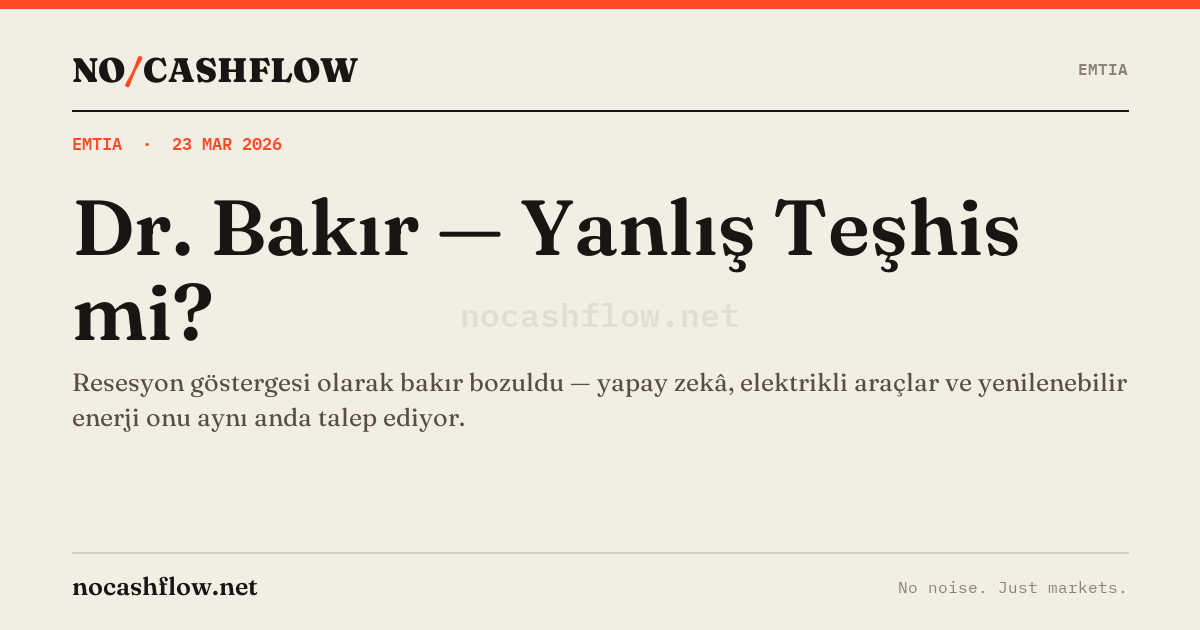 NO/CASHFLOW
EMTIA
EMTIA · 23 MAR 2026
Dr. Bakır — Yanlış Teşhis
mi?
nocashflow.net
Resesyon göstergesi olarak bakır bozuldu — yapay zekâ, elektrikli araçlar ve yenilenebilir
enerji onu aynı anda talep ediyor.
nocashflow.net
No noise. Just markets.